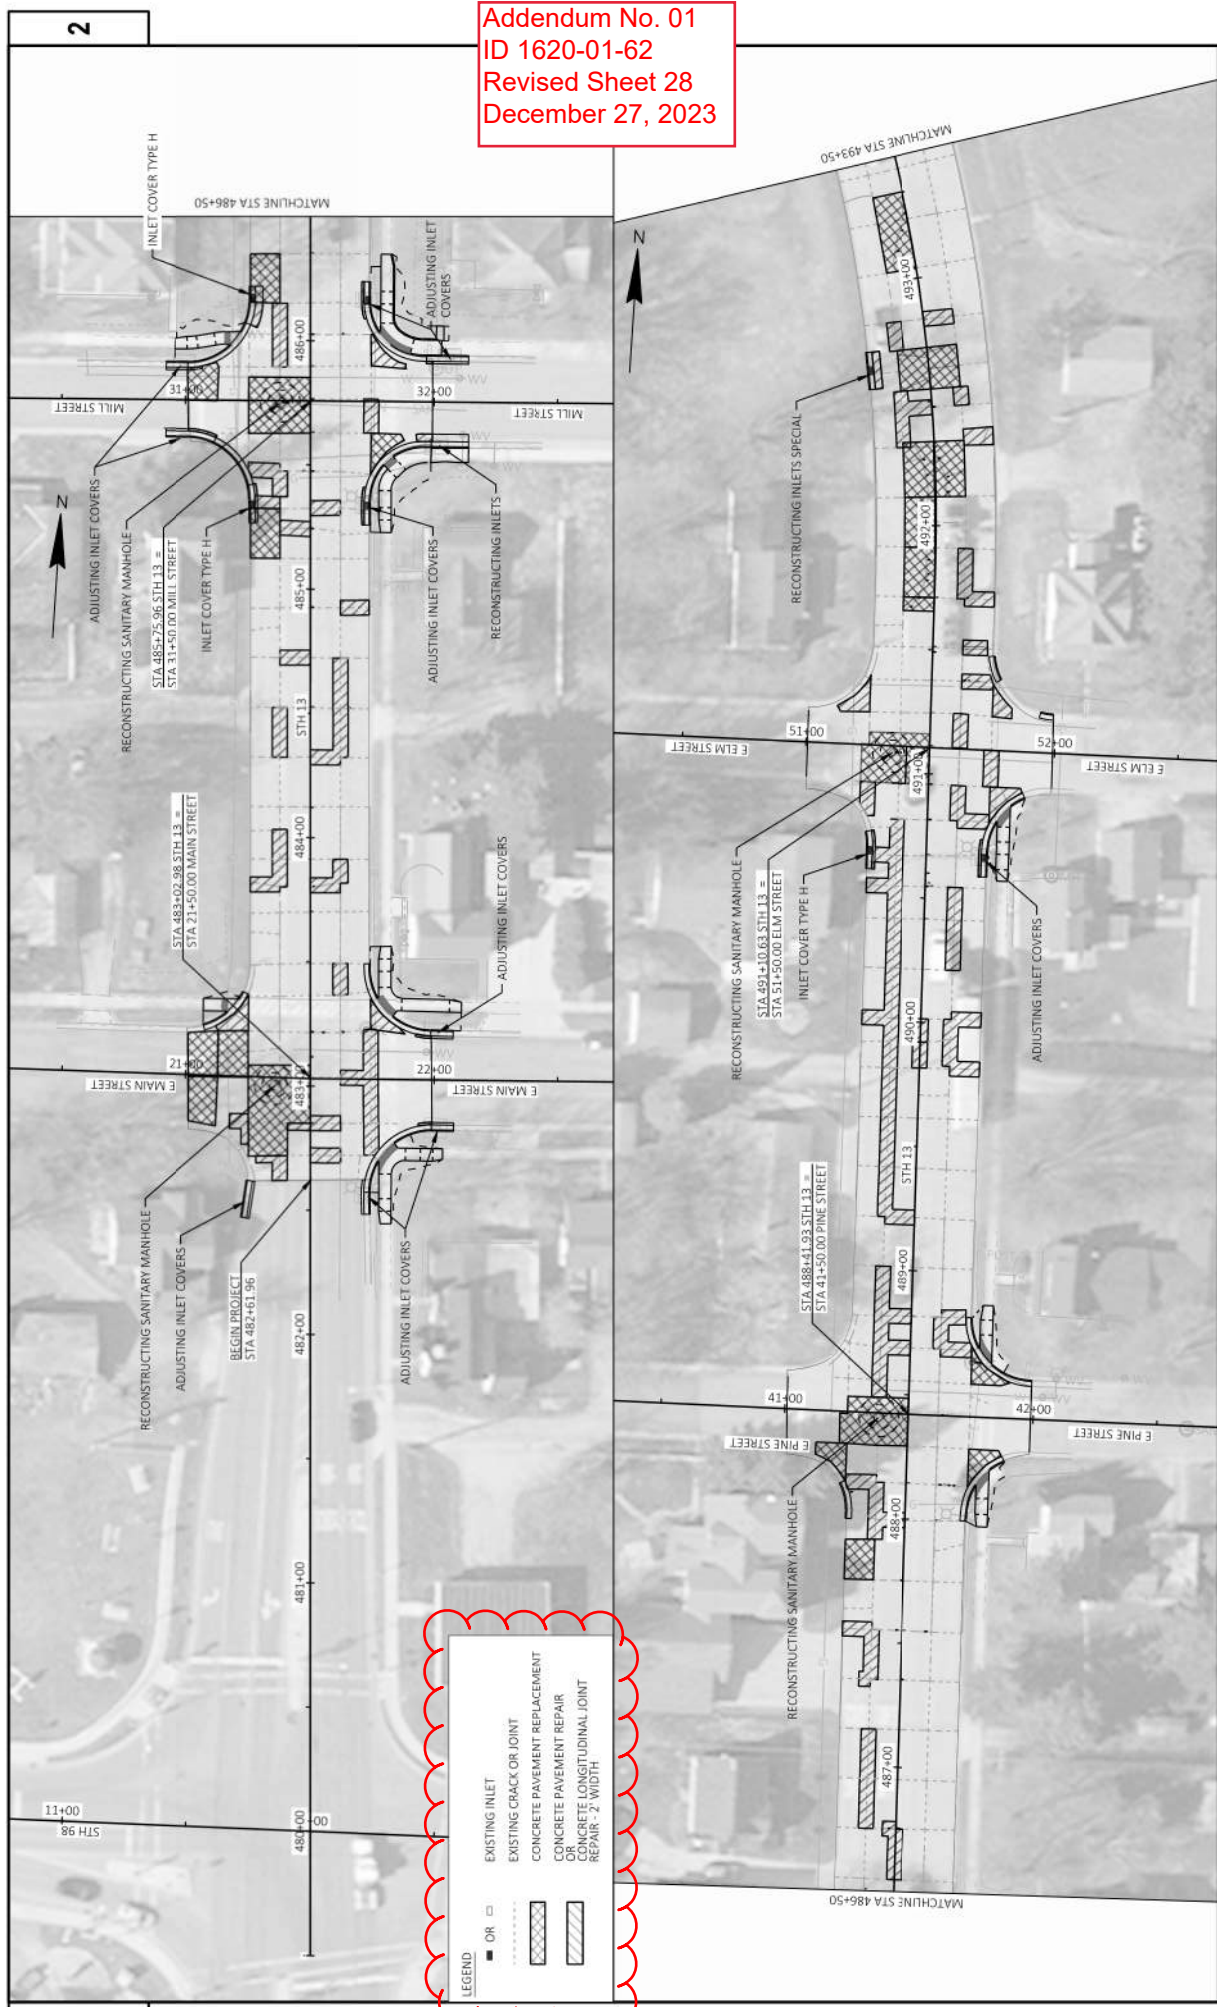 2
Addendum No. 01
ID 1620-01-62
Revised Sheet 28
December 27, 2023
INLET COVER TYPE H
MATCHLINE STA 486+50
ADJUSTING INLET
COVERS
486+00
31+00
32+00
MILL STREET
MILL STREET
WV
WV
N
ADJUSTING INLET COVERS
RECONSTRUCTING SANITARY MANHOLE
STA 485+75.96 STH 13 =
STA 31+50.00 MILL STREET
INLET COVER TYPE H
ADJUSTING INLET COVERS
RECONSTRUCTING INLETS
485+00
STH 13
484+00
STA 483+02.98 STH 13 =
STA 21+50.00 MAIN STREET
ADJUSTING INLET COVERS
21+00
22+00
WV
E MAIN STREET
E MAIN STREET
483+00
RECONSTRUCTING SANITARY MANHOLE
ADJUSTING INLET COVERS
BEGIN PROJECT
STA 482+61.96
ADJUSTING INLET COVERS
482+00
481+00
480+00
11+00
STH 98
LEGEND
OR
EXISTING INLET
EXISTING CRACK OR JOINT
CONCRETE PAVEMENT REPLACEMENT
CONCRETE PAVEMENT REPAIR
OR
CONCRETE LONGITUDINAL JOINT
REPAIR - 2' WIDTH
MATCHLINE STA 493+50
N
493+00
RECONSTRUCTING INLETS SPECIAL
492+00
51+00
52+00
E ELM STREET
E ELM STREET
491+00
RECONSTRUCTING SANITARY MANHOLE
STA 491+10.63 STH 13 =
STA 51+50.00 ELM STREET
INLET COVER TYPE H
ADJUSTING INLET COVERS
490+00
STH 13
STA 488+41.93 STH 13 =
STA 41+50.00 PINE STREET
489+00
41+00
42+00
WV
WV
WV
E PINE STREET
E PINE STREET
RECONSTRUCTING SANITARY MANHOLE
488+00
487+00
MATCHLINE STA 486+50